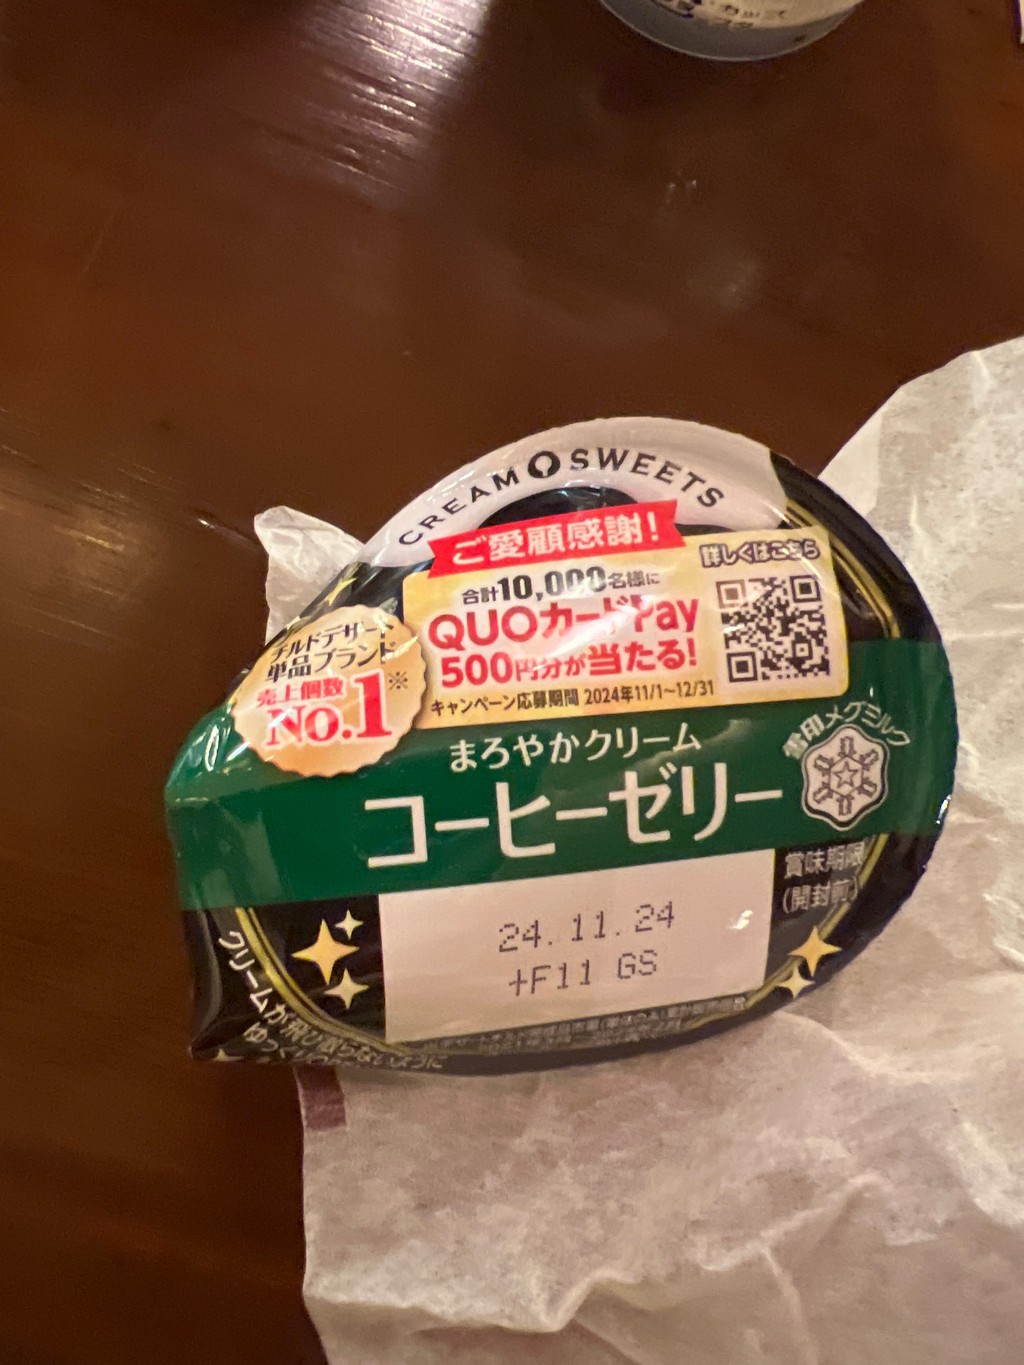 CREAM SWEETS
ご愛顧感謝!
合計10,000名様に
QUOカードPay
500円分が当たる!
キャンペーン応募期間 2024年11/1~12/31
詳しくはこちら
チルドデザート
単品ブランド
売上個数
No.1※
まろやかクリーム
コーヒーゼリー
雪印メグミルク
賞味期限
(開封前)
24.11.24
+F11 GS
クリームが飛び散らないように
ゆっくり